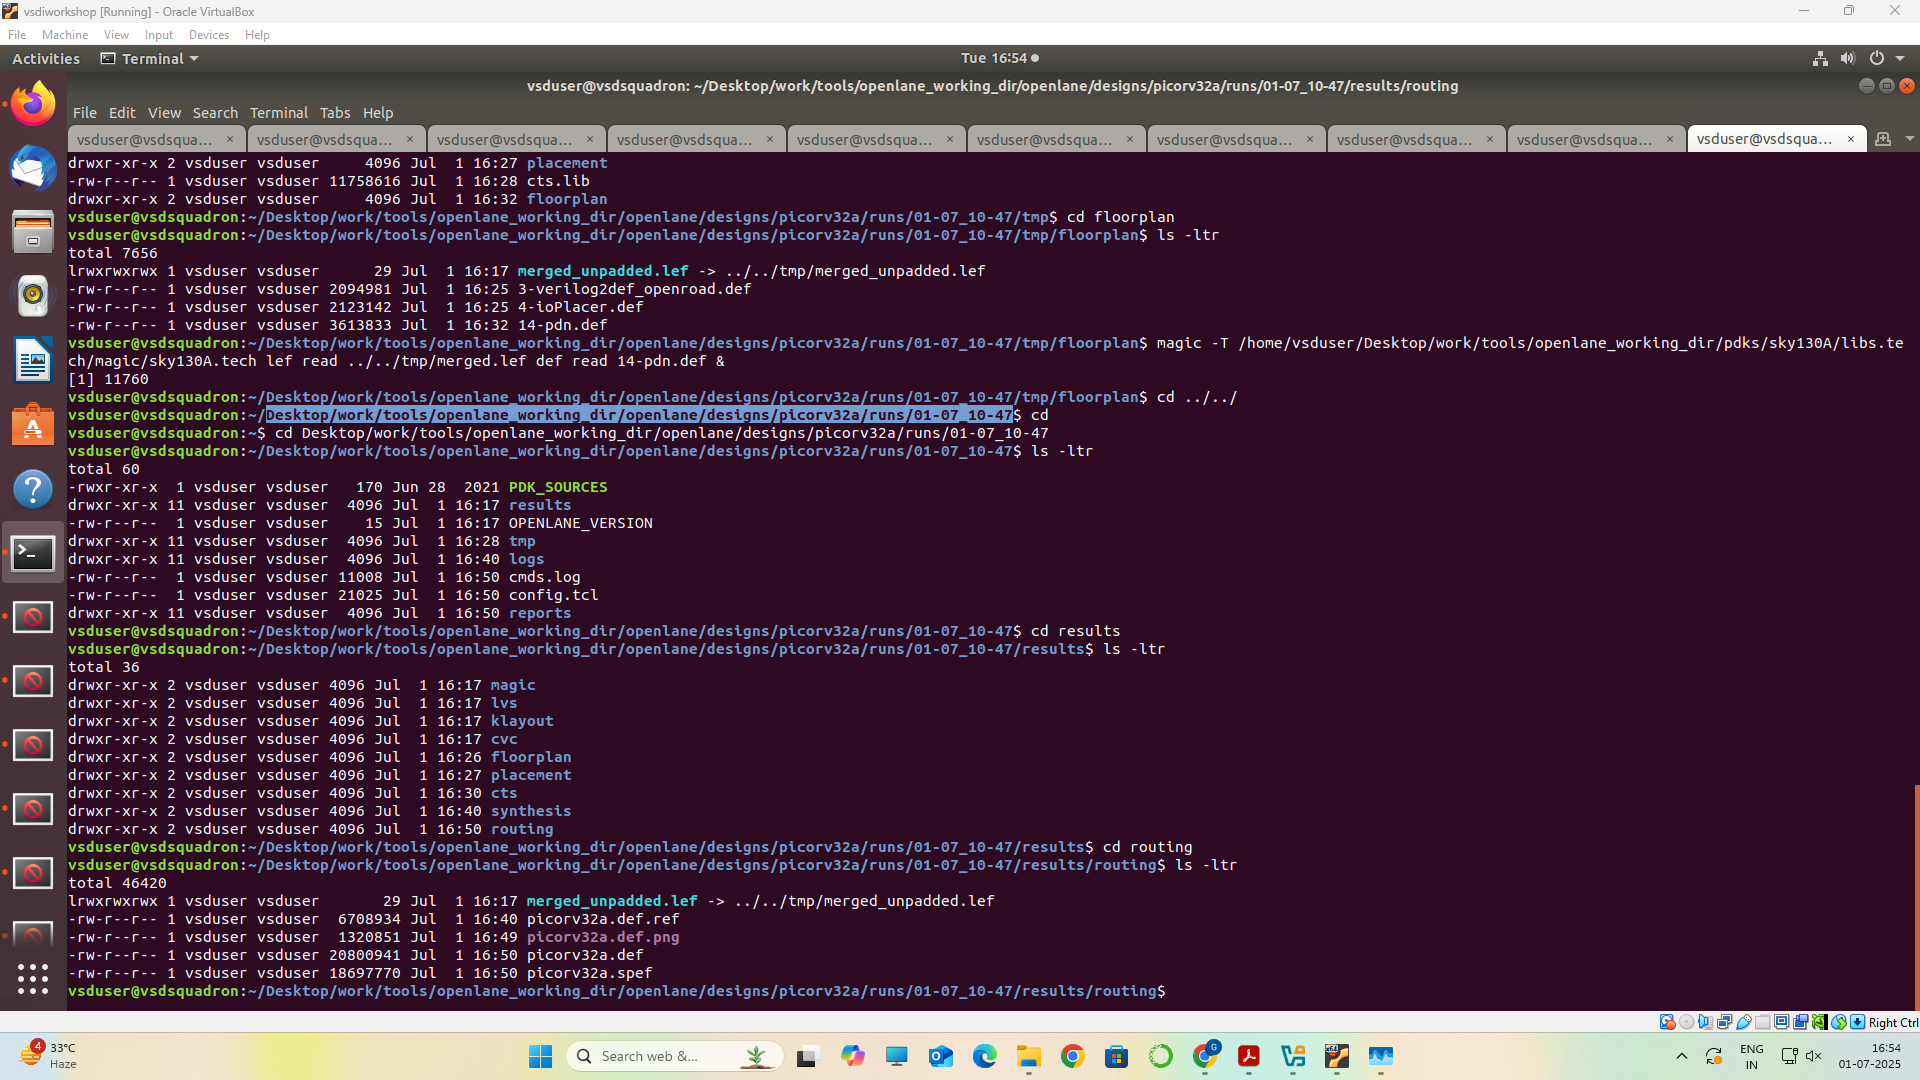 vsdiworkshop [Running] - Oracle VirtualBox
File Machine View Input Devices Help
Activities Terminal Tue 16:54
vsduser@vsdsquadron: ~/Desktop/work/tools/openlane_working_dir/openlane/designs/picorv32a/runs/01-07_10-47/results/routing
File Edit View Search Terminal Tabs Help
vsduser@vsdsqua... × vsduser@vsdsqua... × vsduser@vsdsqua... × vsduser@vsdsqua... × vsduser@vsdsqua... × vsduser@vsdsqua... × vsduser@vsdsqua... × vsduser@vsdsqua... × vsduser@vsdsqua... × vsduser@vsdsqua... ×
drwxr-xr-x 2 vsduser vsduser     4096 Jul  1 16:27 placement
-rw-r--r-- 1 vsduser vsduser 11758616 Jul  1 16:28 cts.lib
drwxr-xr-x 2 vsduser vsduser     4096 Jul  1 16:32 floorplan
vsduser@vsdsquadron:~/Desktop/work/tools/openlane_working_dir/openlane/designs/picorv32a/runs/01-07_10-47/tmp$ cd floorplan
vsduser@vsdsquadron:~/Desktop/work/tools/openlane_working_dir/openlane/designs/picorv32a/runs/01-07_10-47/tmp/floorplan$ ls -ltr
total 7656
lrwxrwxrwx 1 vsduser vsduser      29 Jul  1 16:17 merged_unpadded.lef -> ../../tmp/merged_unpadded.lef
-rw-r--r-- 1 vsduser vsduser 2094981 Jul  1 16:25 3-verilog2def_openroad.def
-rw-r--r-- 1 vsduser vsduser 2123142 Jul  1 16:25 4-ioPlacer.def
-rw-r--r-- 1 vsduser vsduser 3613833 Jul  1 16:32 14-pdn.def
vsduser@vsdsquadron:~/Desktop/work/tools/openlane_working_dir/openlane/designs/picorv32a/runs/01-07_10-47/tmp/floorplan$ magic -T /home/vsduser/Desktop/work/tools/openlane_working_dir/pdks/sky130A/libs.te
ch/magic/sky130A.tech lef read ../../tmp/merged.lef def read 14-pdn.def &
[1] 11760
vsduser@vsdsquadron:~/Desktop/work/tools/openlane_working_dir/openlane/designs/picorv32a/runs/01-07_10-47/tmp/floorplan$ cd ../../
vsduser@vsdsquadron:~/Desktop/work/tools/openlane_working_dir/openlane/designs/picorv32a/runs/01-07_10-47$ cd
vsduser@vsdsquadron:~$ cd Desktop/work/tools/openlane_working_dir/openlane/designs/picorv32a/runs/01-07_10-47
vsduser@vsdsquadron:~/Desktop/work/tools/openlane_working_dir/openlane/designs/picorv32a/runs/01-07_10-47$ ls -ltr
total 60
-rwxr-xr-x  1 vsduser vsduser   170 Jun 28  2021 PDK_SOURCES
drwxr-xr-x 11 vsduser vsduser  4096 Jul  1 16:17 results
-rw-r--r--  1 vsduser vsduser    15 Jul  1 16:17 OPENLANE_VERSION
drwxr-xr-x 11 vsduser vsduser  4096 Jul  1 16:28 tmp
drwxr-xr-x 11 vsduser vsduser  4096 Jul  1 16:40 logs
-rw-r--r--  1 vsduser vsduser 11008 Jul  1 16:50 cmds.log
-rw-r--r--  1 vsduser vsduser 21025 Jul  1 16:50 config.tcl
drwxr-xr-x 11 vsduser vsduser  4096 Jul  1 16:50 reports
vsduser@vsdsquadron:~/Desktop/work/tools/openlane_working_dir/openlane/designs/picorv32a/runs/01-07_10-47$ cd results
vsduser@vsdsquadron:~/Desktop/work/tools/openlane_working_dir/openlane/designs/picorv32a/runs/01-07_10-47/results$ ls -ltr
total 36
drwxr-xr-x 2 vsduser vsduser 4096 Jul  1 16:17 magic
drwxr-xr-x 2 vsduser vsduser 4096 Jul  1 16:17 lvs
drwxr-xr-x 2 vsduser vsduser 4096 Jul  1 16:17 klayout
drwxr-xr-x 2 vsduser vsduser 4096 Jul  1 16:17 cvc
drwxr-xr-x 2 vsduser vsduser 4096 Jul  1 16:26 floorplan
drwxr-xr-x 2 vsduser vsduser 4096 Jul  1 16:27 placement
drwxr-xr-x 2 vsduser vsduser 4096 Jul  1 16:30 cts
drwxr-xr-x 2 vsduser vsduser 4096 Jul  1 16:40 synthesis
drwxr-xr-x 2 vsduser vsduser 4096 Jul  1 16:50 routing
vsduser@vsdsquadron:~/Desktop/work/tools/openlane_working_dir/openlane/designs/picorv32a/runs/01-07_10-47/results$ cd routing
vsduser@vsdsquadron:~/Desktop/work/tools/openlane_working_dir/openlane/designs/picorv32a/runs/01-07_10-47/results/routing$ ls -ltr
total 46420
lrwxrwxrwx 1 vsduser vsduser       29 Jul  1 16:17 merged_unpadded.lef -> ../../tmp/merged_unpadded.lef
-rw-r--r-- 1 vsduser vsduser  6708934 Jul  1 16:40 picorv32a.def.ref
-rw-r--r-- 1 vsduser vsduser  1320851 Jul  1 16:49 picorv32a.def.png
-rw-r--r-- 1 vsduser vsduser 20800941 Jul  1 16:50 picorv32a.def
-rw-r--r-- 1 vsduser vsduser 18697770 Jul  1 16:50 picorv32a.spef
vsduser@vsdsquadron:~/Desktop/work/tools/openlane_working_dir/openlane/designs/picorv32a/runs/01-07_10-47/results/routing$
Right Ctrl
4 33°C
Haze
Search web &...
G
ENG
IN
16:54
01-07-2025